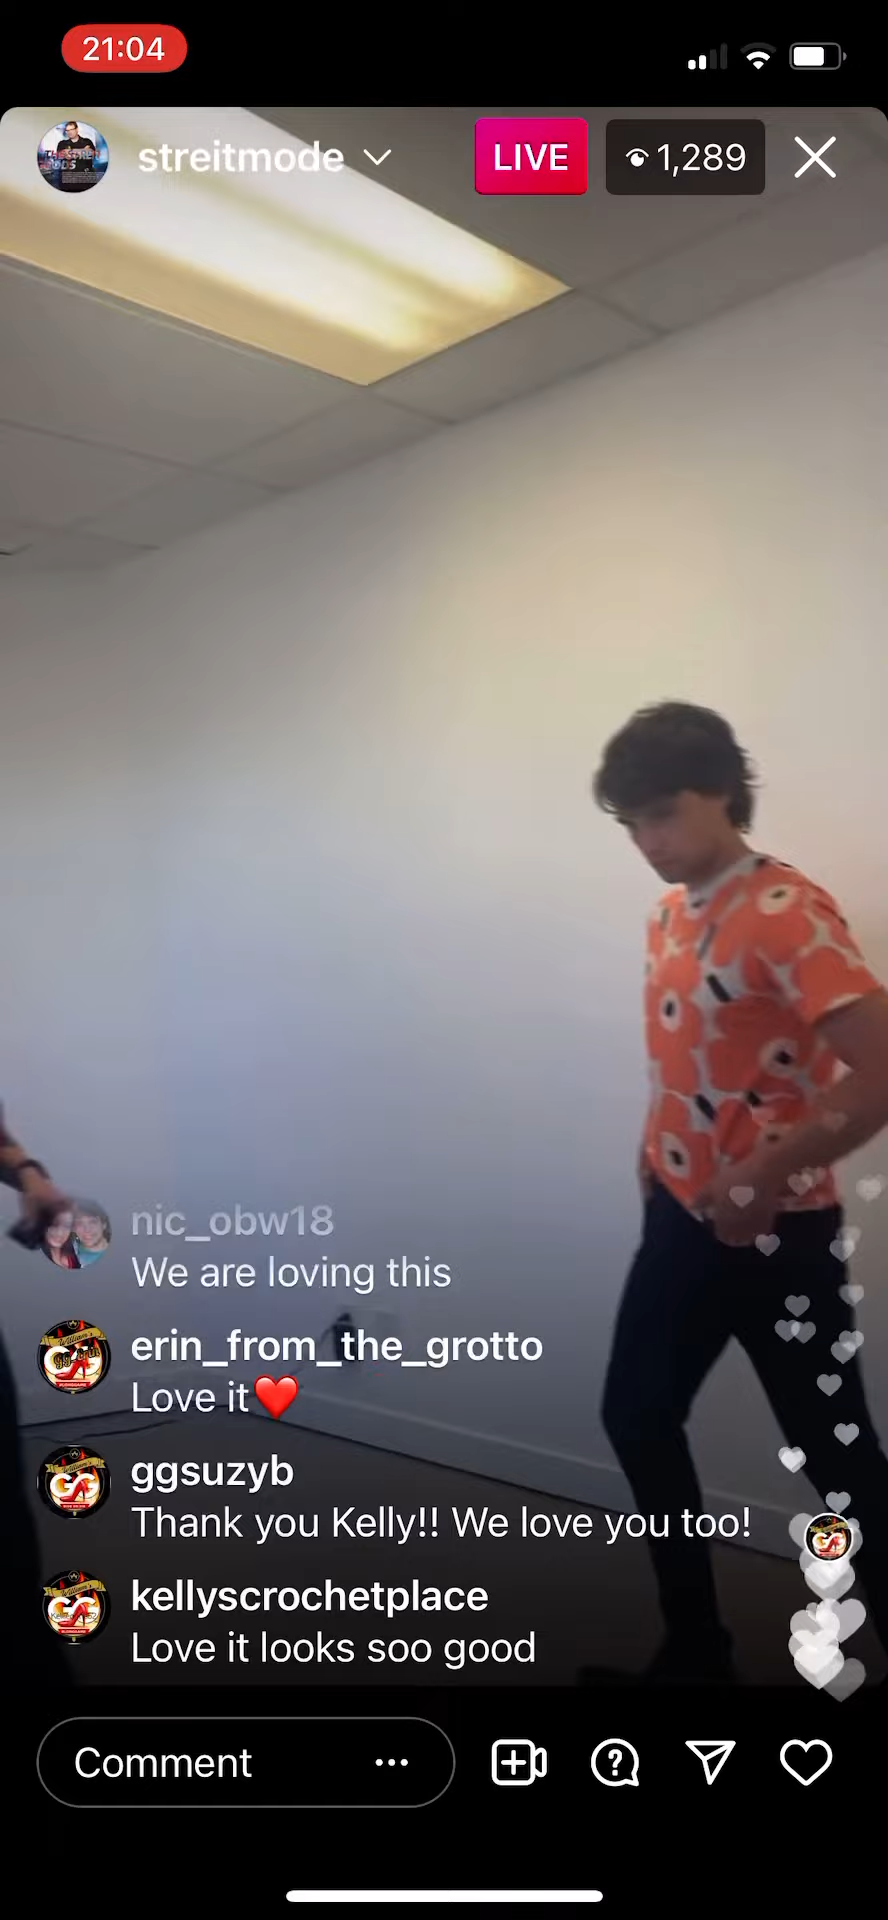 21:04
streitmode
LIVE
1,289
nic_obw18
We are loving this
erin_from_the_grotto
Love it❤️
ggsuzyb
Thank you Kelly!! We love you too!
kellyscrochetplace
Love it looks soo good
Comment